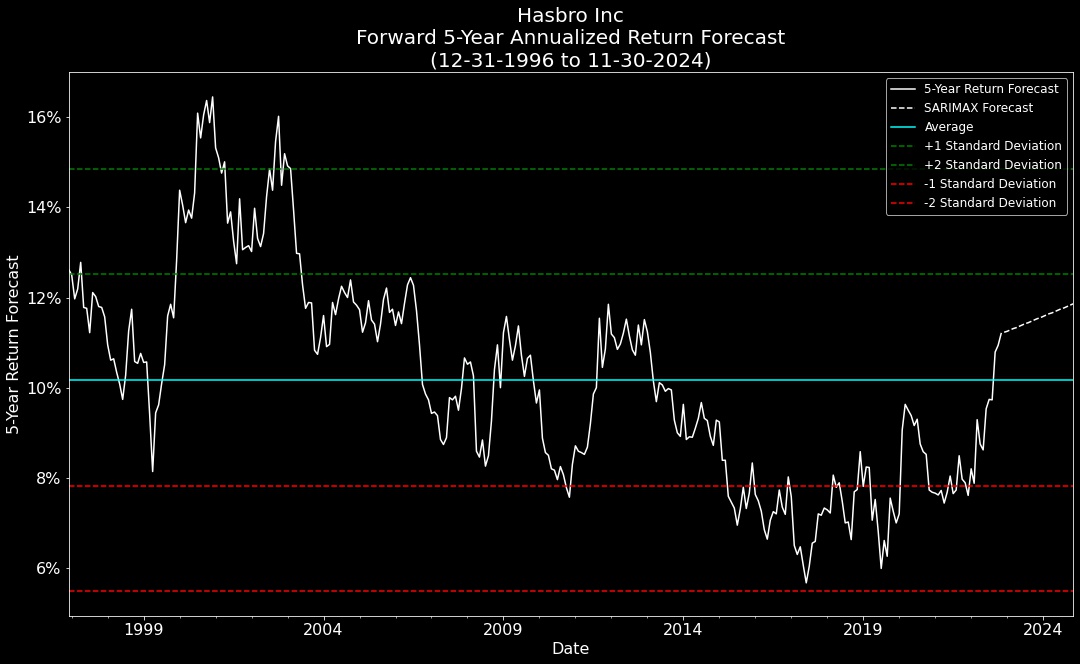 Hasbro Inc
Forward 5-Year Annualized Return Forecast
(12-31-1996 to 11-30-2024)
5-Year Return Forecast
SARIMAX Forecast
Average
+1 Standard Deviation
+2 Standard Deviation
-1 Standard Deviation
-2 Standard Deviation
16%
14%
12%
10%
8%
6%
5-Year Return Forecast
1999
2004
2009
2014
2019
2024
Date